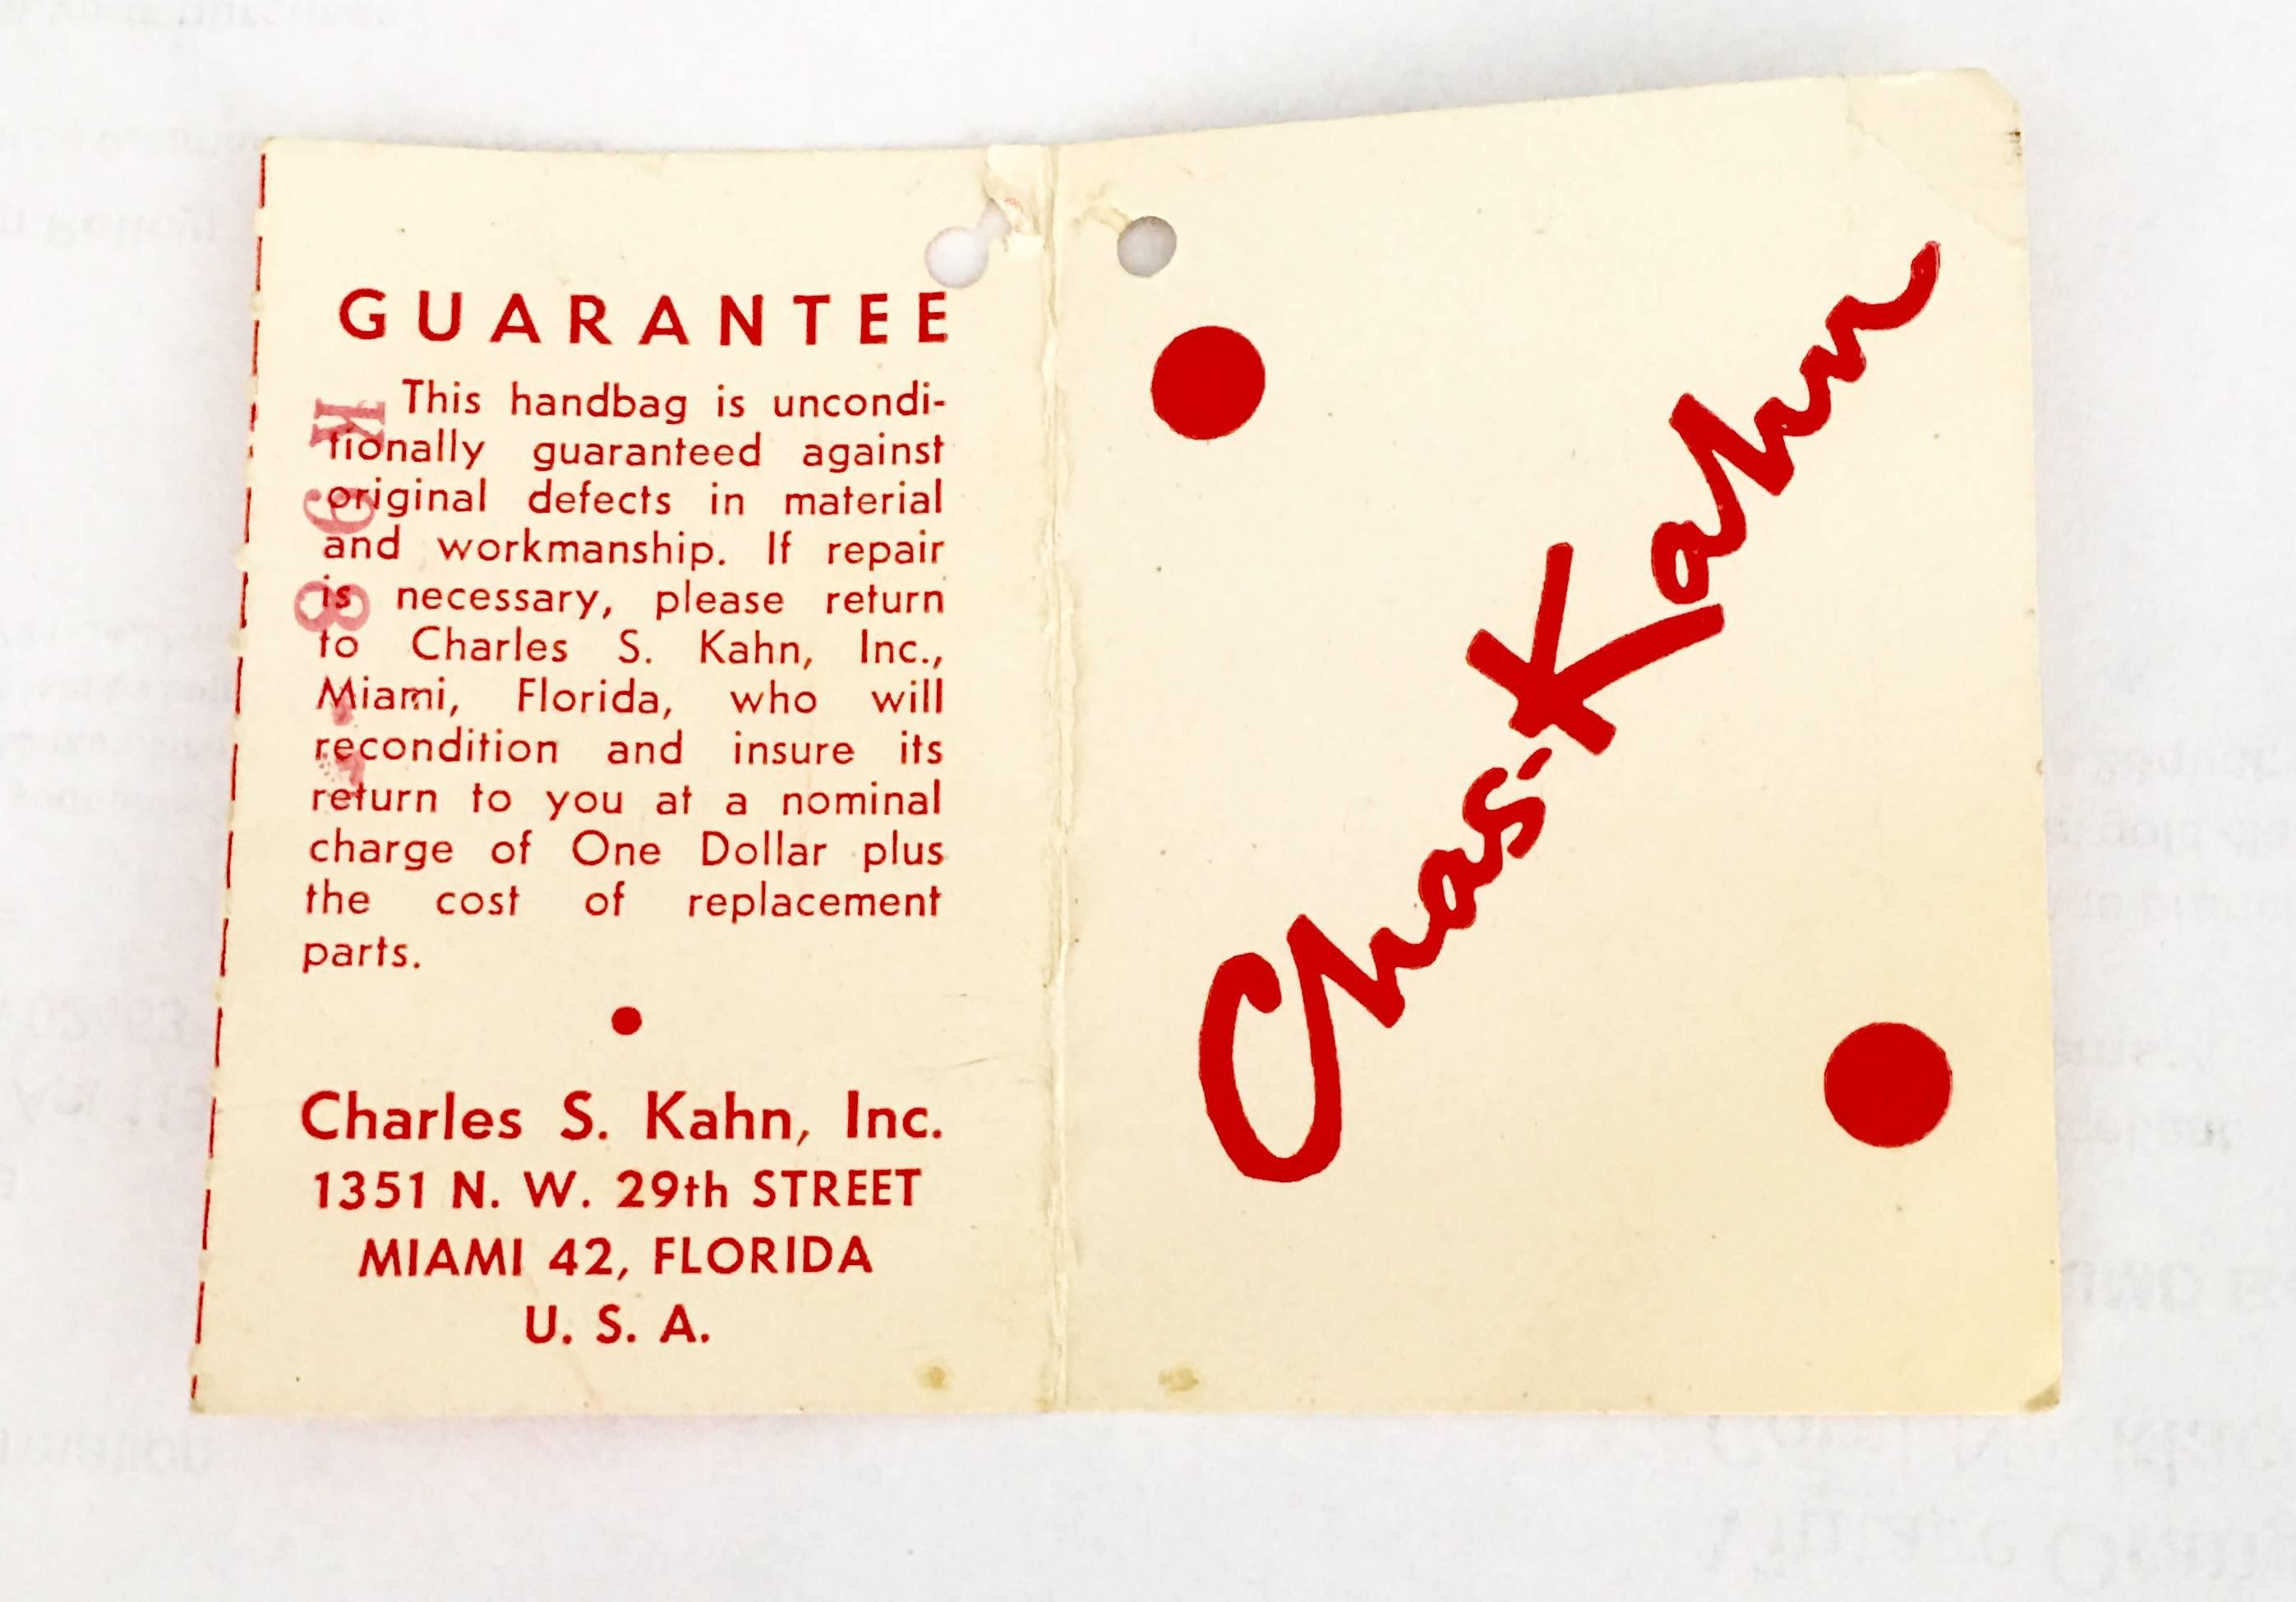 GUARANTEE
This handbag is uncondi-
tionally guaranteed against
original defects in material
and workmanship. If repair
is necessary, please return
to Charles S. Kahn, Inc.,
Miami, Florida, who will
recondition and insure its
return to you at a nominal
charge of One Dollar plus
the cost of replacement
parts.
Charles S. Kahn, Inc.
1351 N. W. 29th STREET
MIAMI 42, FLORIDA
U. S. A.
K98
Chas. Kahn